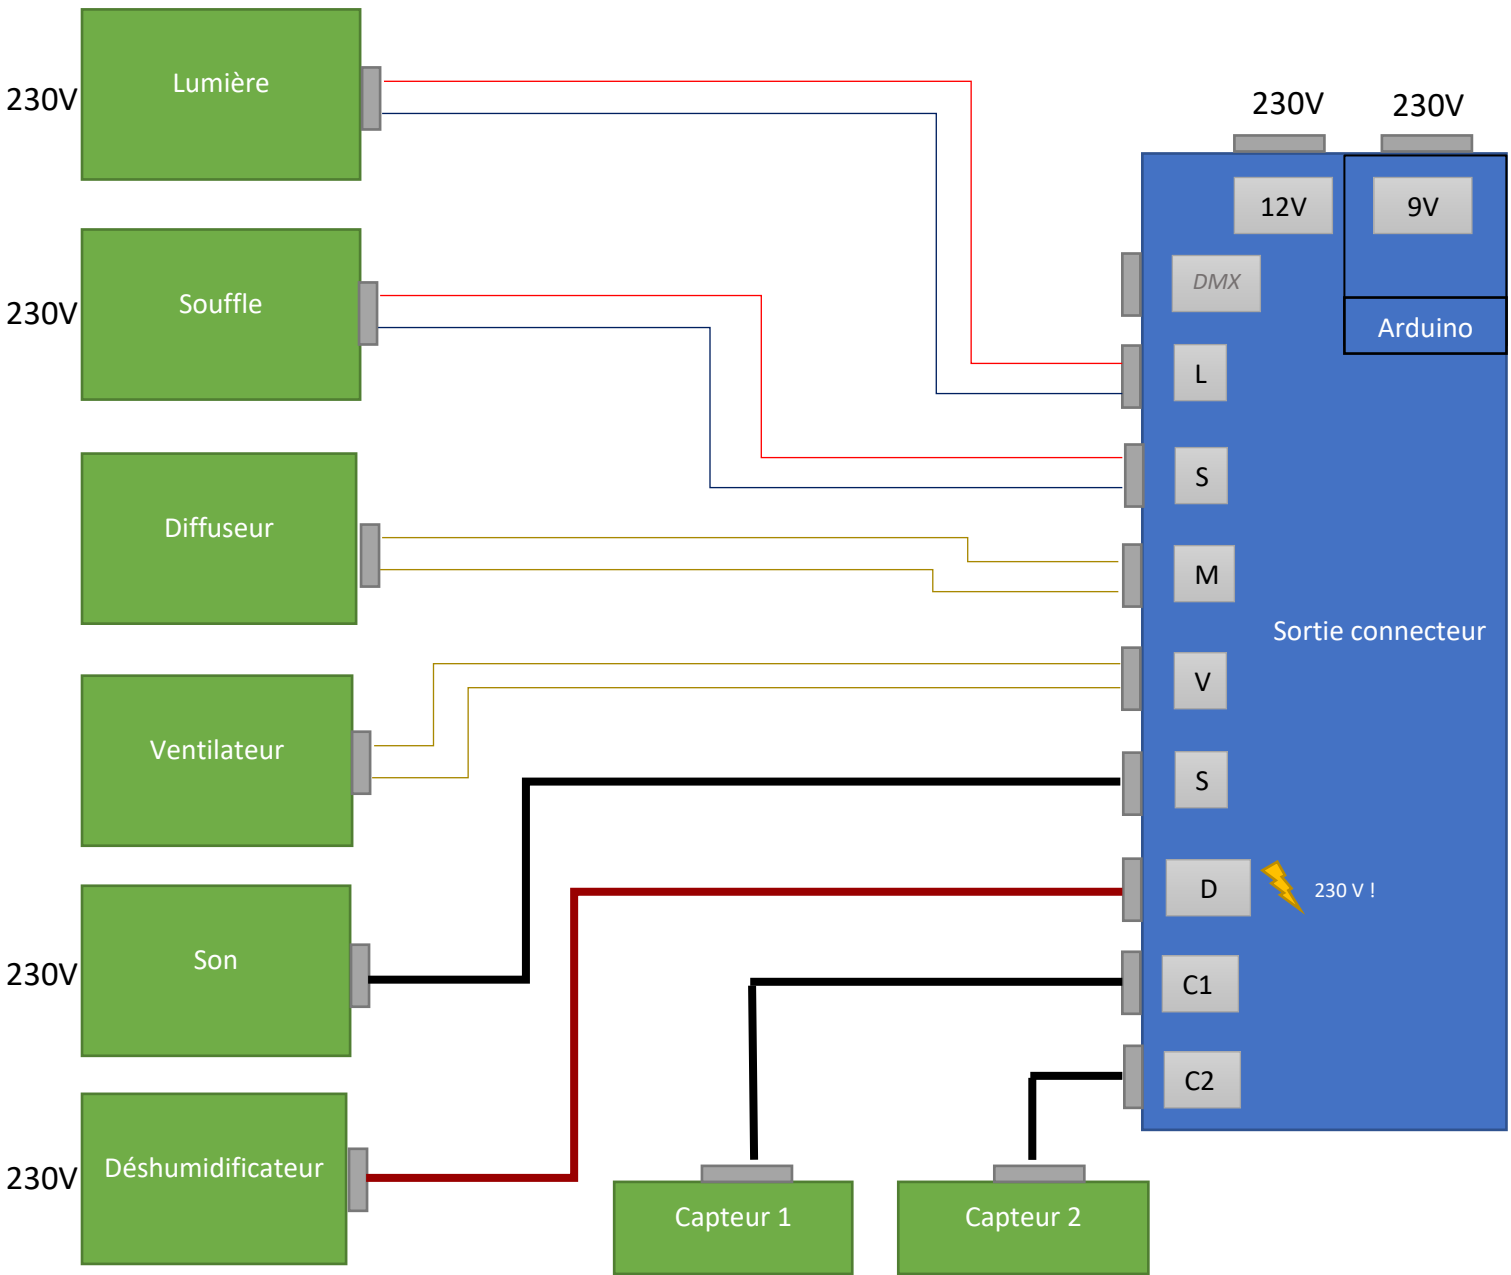 230V
Lumière
230V
230V
12V
9V
DMX
Arduino
230V
Souffle
L
S
Diffuseur
M
Sortie connecteur
Ventilateur
V
S
D
230 V !
230V
Son
C1
C2
230V
Déshumidificateur
Capteur 1
Capteur 2